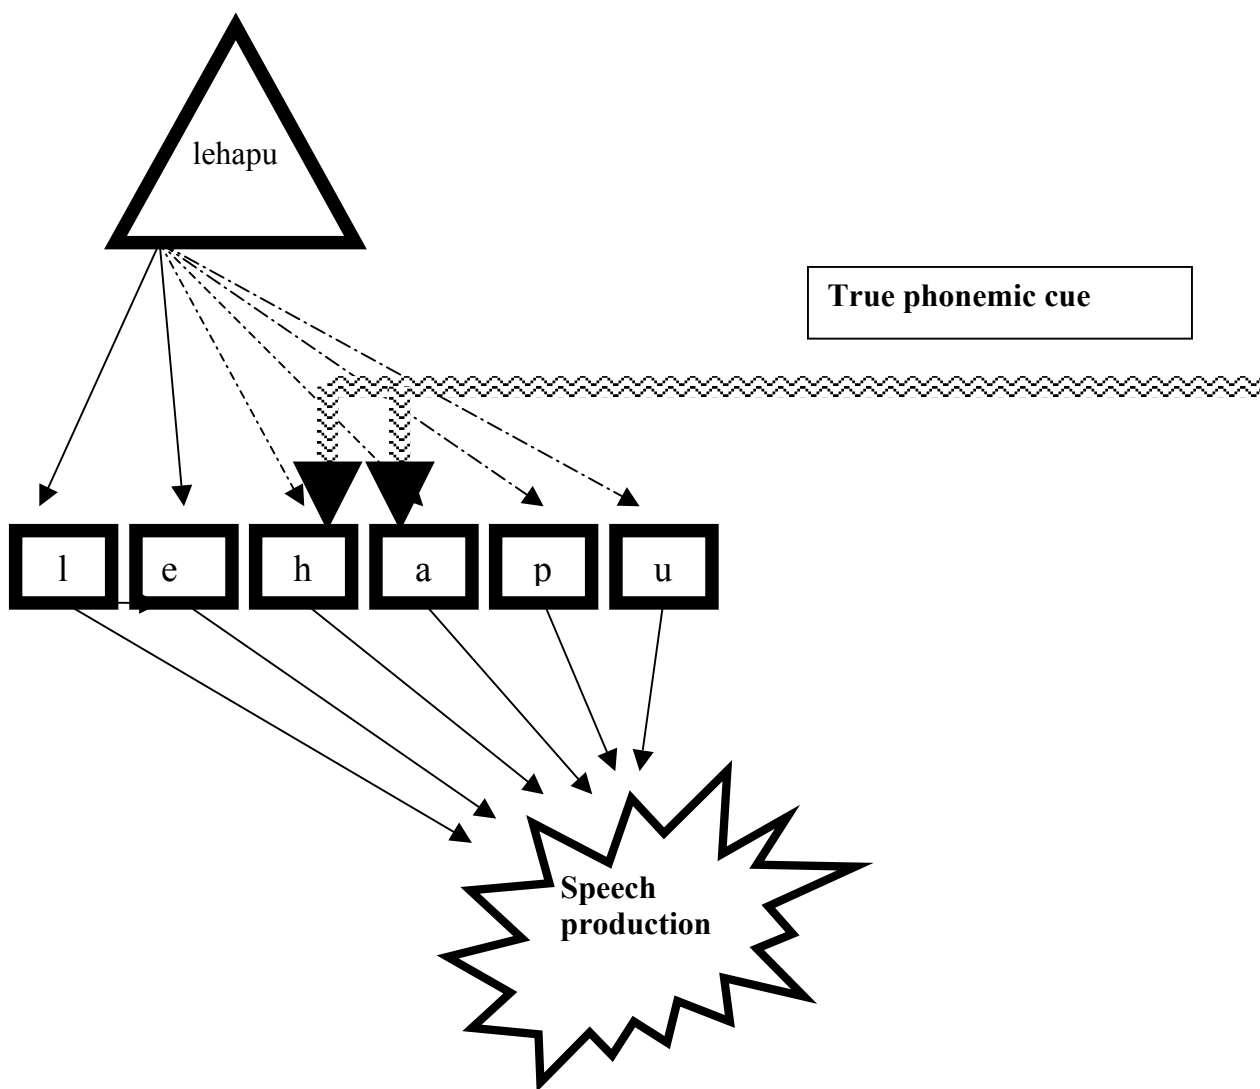 lehapu
True phonemic cue
l e h a p u
Speech
production